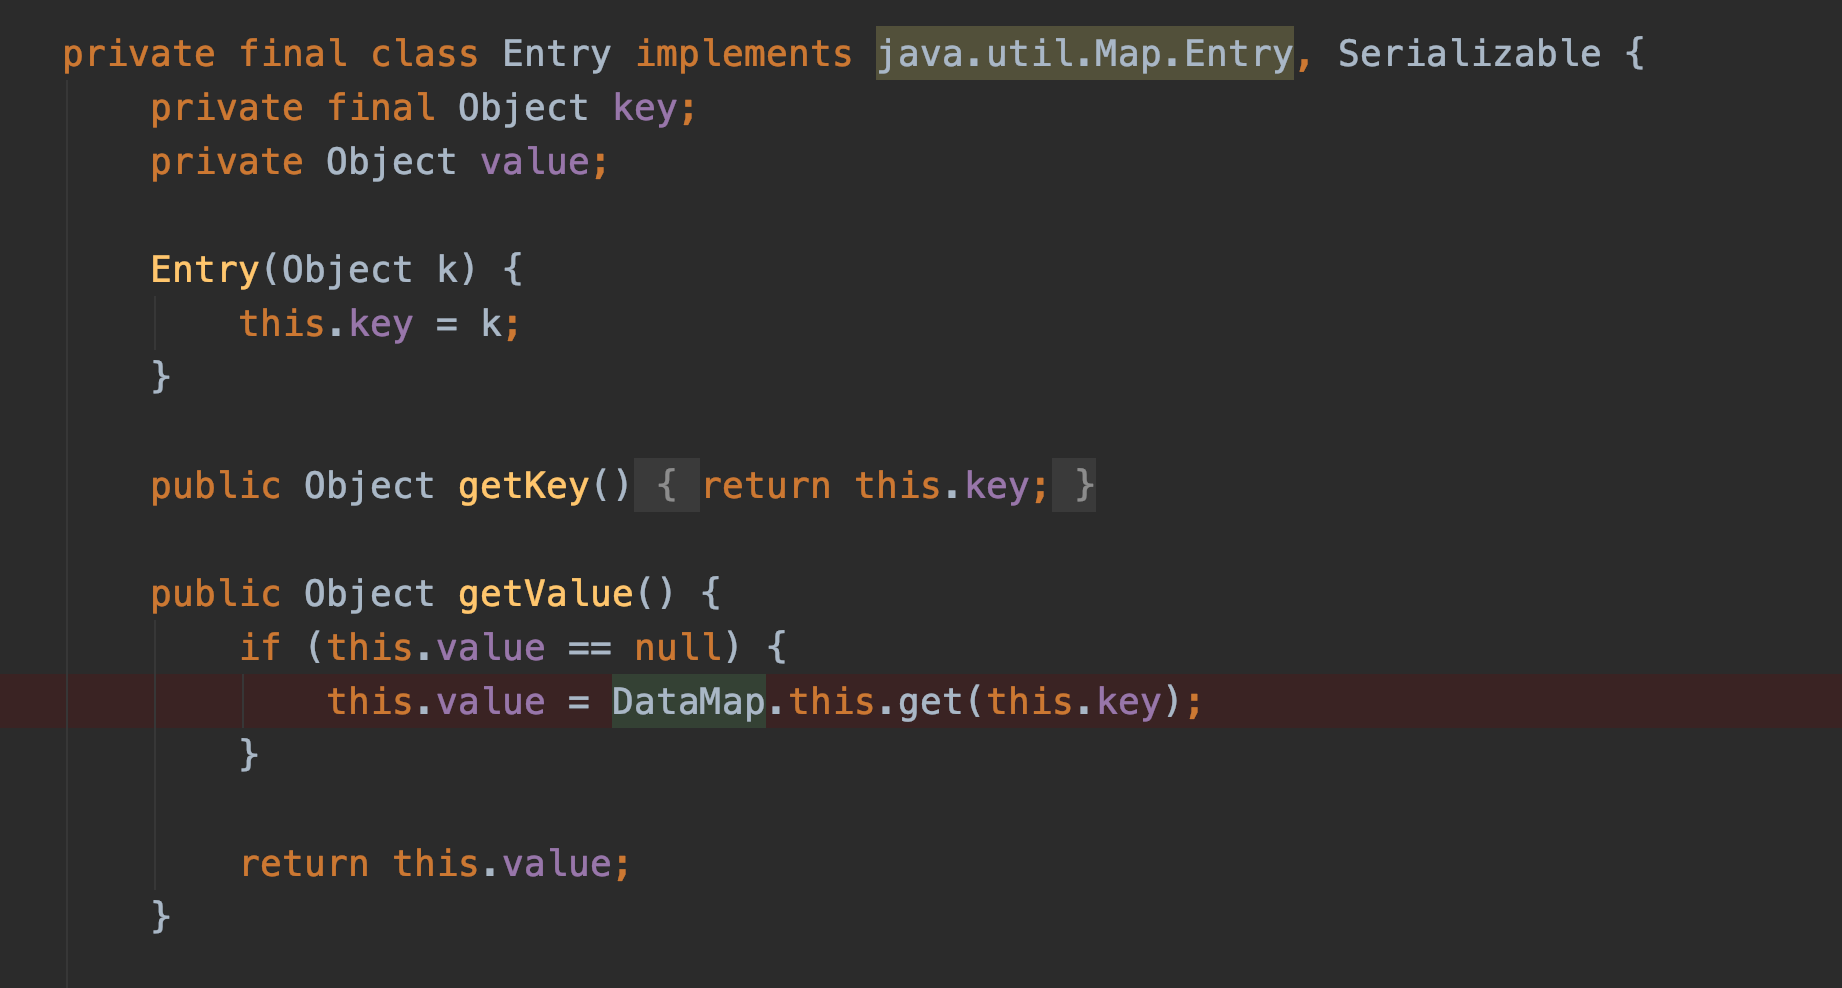 private final class Entry implements java.util.Map.Entry, Serializable {
private final Object key;
private Object value;
Entry(Object k) {
this.key = k;
}
public Object getKey() { return this.key; }
public Object getValue() {
if (this.value == null) {
this.value = DataMap.this.get(this.key);
}
return this.value;
}